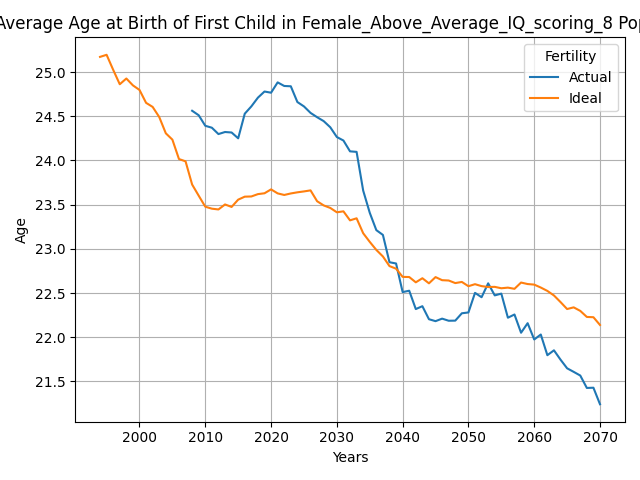 Average Age at Birth of First Child in Female_Above_Average_IQ_scoring_8
Fertility
Actual
Ideal
25.0
24.5
24.0
23.5
23.0
22.5
22.0
21.5
Age
2000 2010 2020 2030 2040 2050 2060 2070
Years